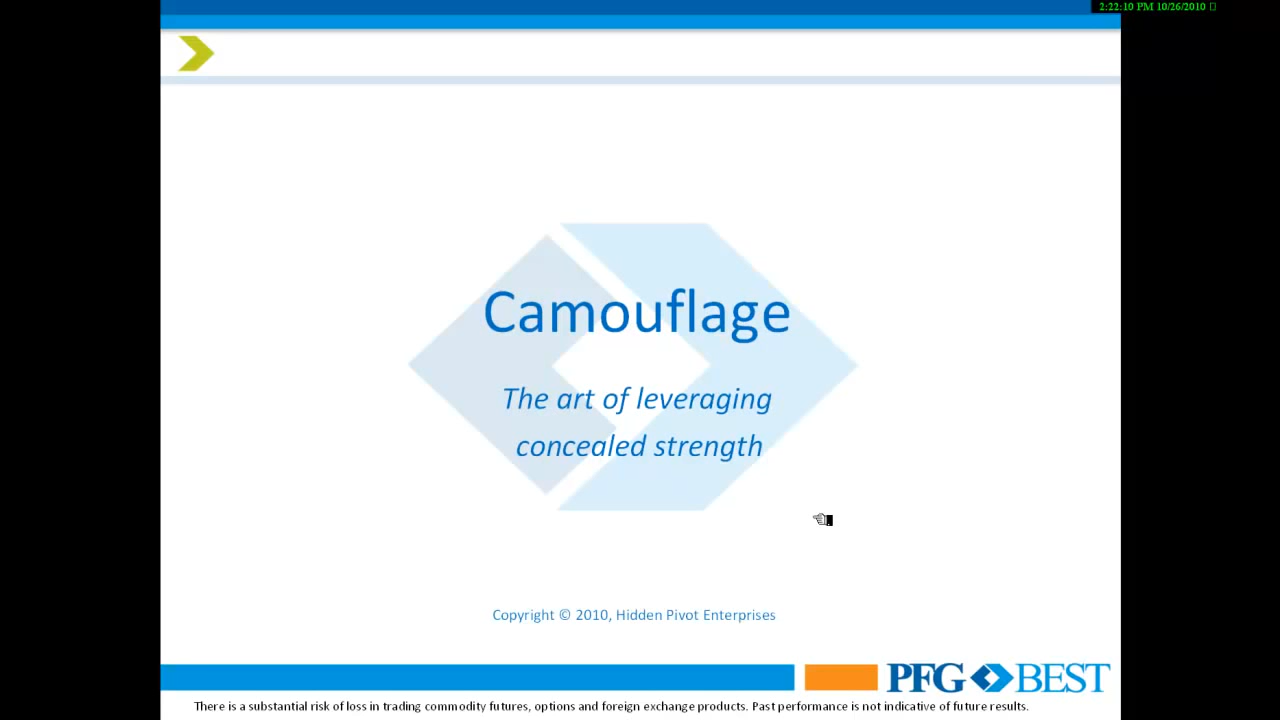 2:22:10 PM 10/26/2010
Camouflage
The art of leveraging
concealed strength
Copyright © 2010, Hidden Pivot Enterprises
PFG BEST
There is a substantial risk of loss in trading commodity futures, options and foreign exchange products. Past performance is not indicative of future results.